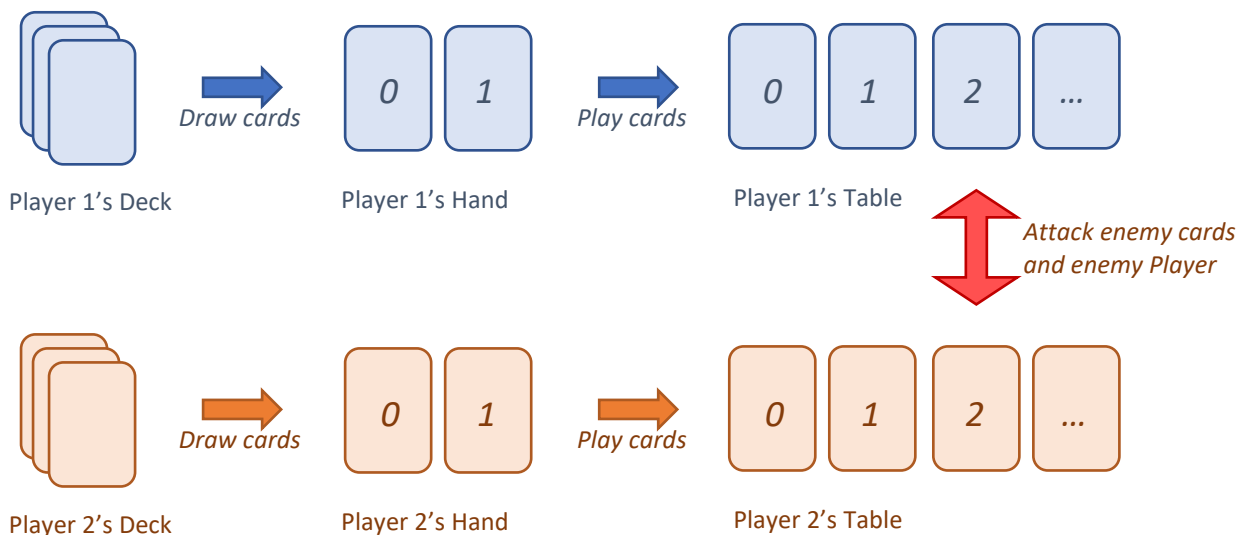 0 1 0 1 2 ...
Draw cards Play cards
Player 1’s Deck Player 1’s Hand Player 1’s Table
Attack enemy cards
and enemy Player
0 1 0 1 2 ...
Draw cards Play cards
Player 2’s Deck Player 2’s Hand Player 2’s Table